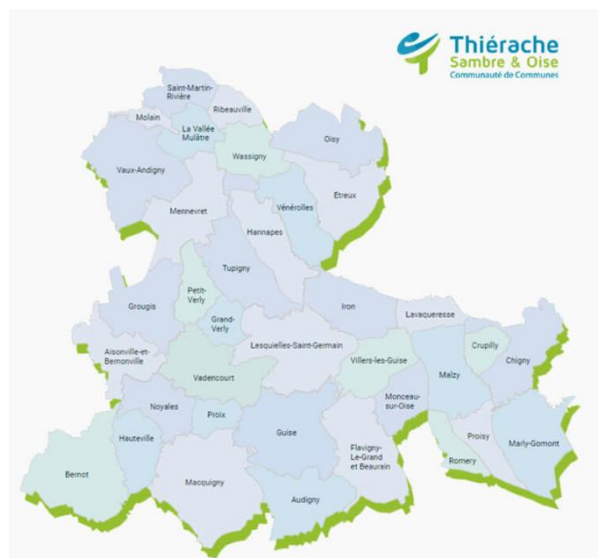 Thiérache
Sambre & Oise
Communauté de Communes
Saint-Martin-
Rivière
Ribeauville
Molain
La Vallée
Mulâtre
Oisy
Wassigny
Vaux-Andigny
Etreux
Vénérolles
Mennevret
Hannapes
Tupigny
Petit-
Verly
Grougis
Iron
Lavaqueresse
Grand-
Verly
Lesquielles-Saint-Germain
Crupilly
Aisonville-et-
Bernonville
Villers-les-Guise
Chigny
Malzy
Vadencourt
Monceau-
sur-Oise
Noyales
Proix
Guise
Hauteville
Flavigny-
Le-Grand
et Beaurain
Proisy
Marly-Gomont
Romery
Bernot
Macquigny
Audigny